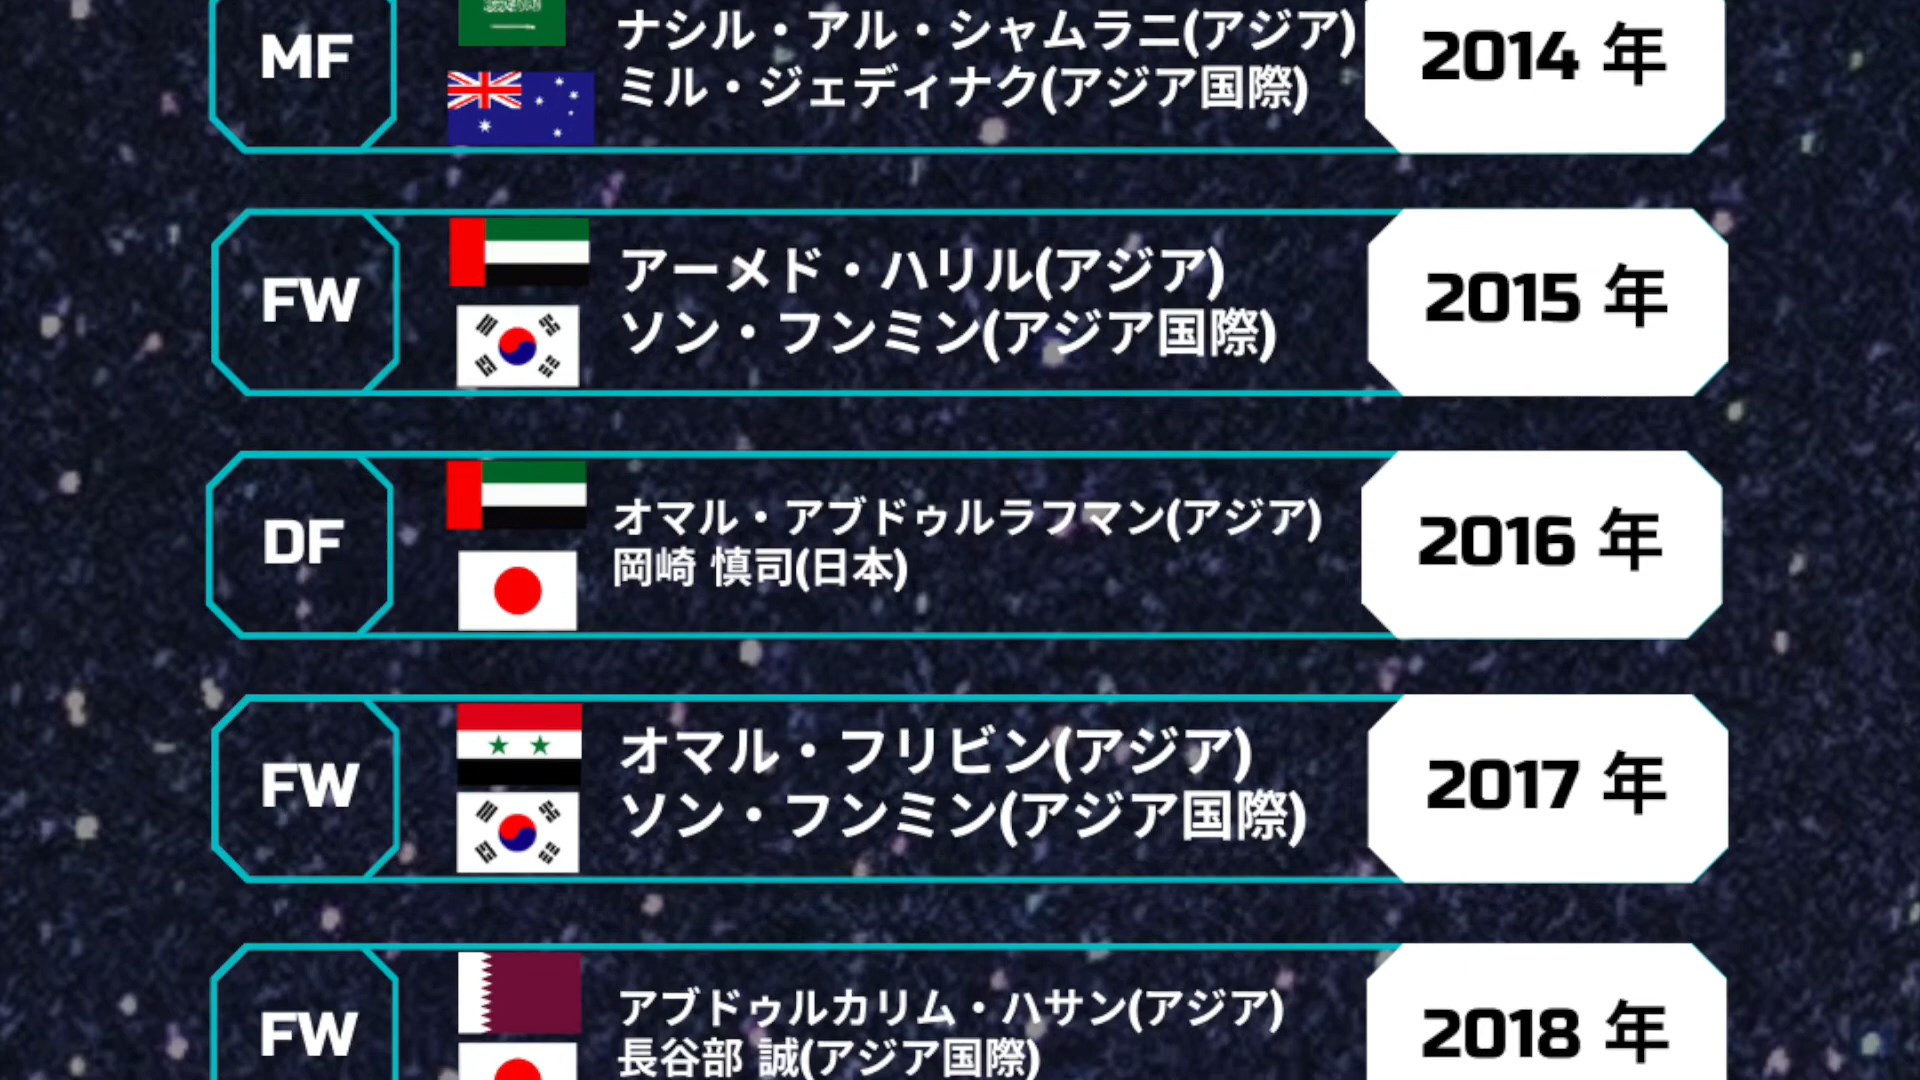 MF
ナシル・アル・シャムラニ(アジア)
ミル・ジェディナク(アジア国際)
2014 年
FW
アーメド・ハリル(アジア)
ソン・フンミン(アジア国際)
2015 年
DF
オマル・アブドゥルラフマン(アジア)
岡崎 慎司(日本)
2016 年
FW
オマル・フリビン(アジア)
ソン・フンミン(アジア国際)
2017 年
FW
アブドゥルカリム・ハサン(アジア)
長谷部 誠(アジア国際)
2018 年